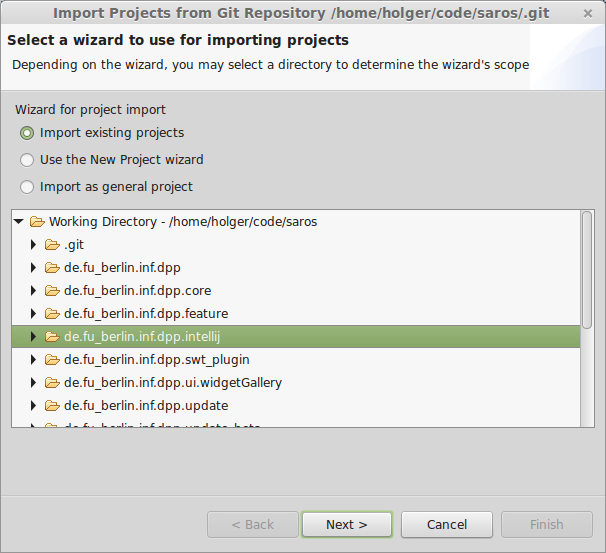 Import Projects from Git Repository /home/holger/code/saros/.git
Select a wizard to use for importing projects
Depending on the wizard, you may select a directory to determine the wizard's scope
Wizard for project import
Import existing projects
Use the New Project wizard
Import as general project
Working Directory - /home/holger/code/saros
.git
de.fu_berlin.inf.dpp
de.fu_berlin.inf.dpp.core
de.fu_berlin.inf.dpp.feature
de.fu_berlin.inf.dpp.intellij
de.fu_berlin.inf.dpp.swt_plugin
de.fu_berlin.inf.dpp.ui.widgetGallery
de.fu_berlin.inf.dpp.update
< Back Next > Cancel Finish